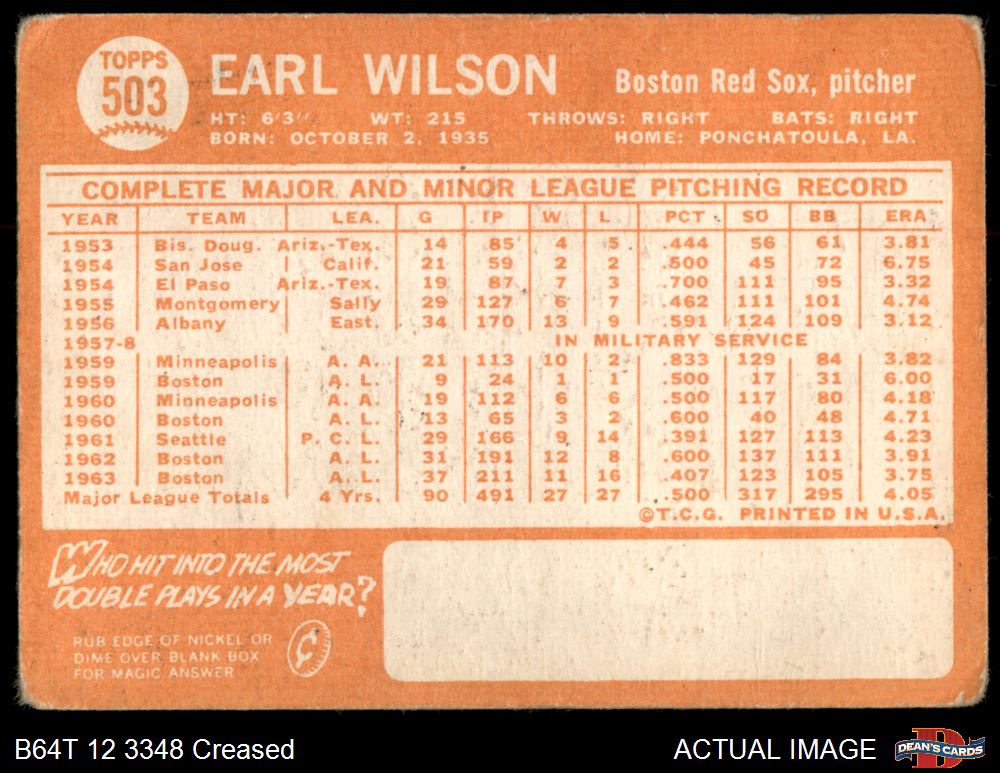 TOPPS
503
EARL WILSON
Boston Red Sox, pitcher
HT: 6'3" WT: 215 THROWS: RIGHT BATS: RIGHT
BORN: OCTOBER 2, 1935 HOME: PONCHATOULA, LA.
COMPLETE MAJOR AND MINOR LEAGUE PITCHING RECORD
YEAR TEAM LEA. G IP W L PCT SO BB ERA
1953 Bis. Doug. Ariz.-Tex. 14 85 4 5 .444 56 61 3.81
1954 San Jose Calif. 21 59 2 2 .500 45 72 6.75
1954 El Paso Ariz.-Tex. 19 87 7 3 .700 111 95 3.32
1955 Montgomery Sally 29 127 6 7 .462 111 101 4.74
1956 Albany East. 34 170 13 9 .591 124 109 3.12
1957-8 IN MILITARY SERVICE
1959 Minneapolis A. A. 21 113 10 2 .833 129 84 3.82
1959 Boston A. L. 9 24 1 1 .500 17 31 6.00
1960 Minneapolis A. A. 19 112 6 6 .500 117 80 4.18
1960 Boston A. L. 13 65 3 2 .600 40 48 4.71
1961 Seattle P. C. L. 29 166 9 14 .391 127 113 4.23
1962 Boston A. L. 31 191 12 8 .600 137 111 3.91
1963 Boston A. L. 37 211 11 16 .407 123 105 3.75
Major League Totals 4 Yrs. 90 491 27 27 .500 317 295 4.05
©T.C.G. PRINTED IN U.S.A.
WHO HIT INTO THE MOST
DOUBLE PLAYS IN A YEAR?
RUB EDGE OF NICKEL OR
DIME OVER BLANK BOX
FOR MAGIC ANSWER
B64T 12 3348 Creased
ACTUAL IMAGE
D
DEAN'S CARDS